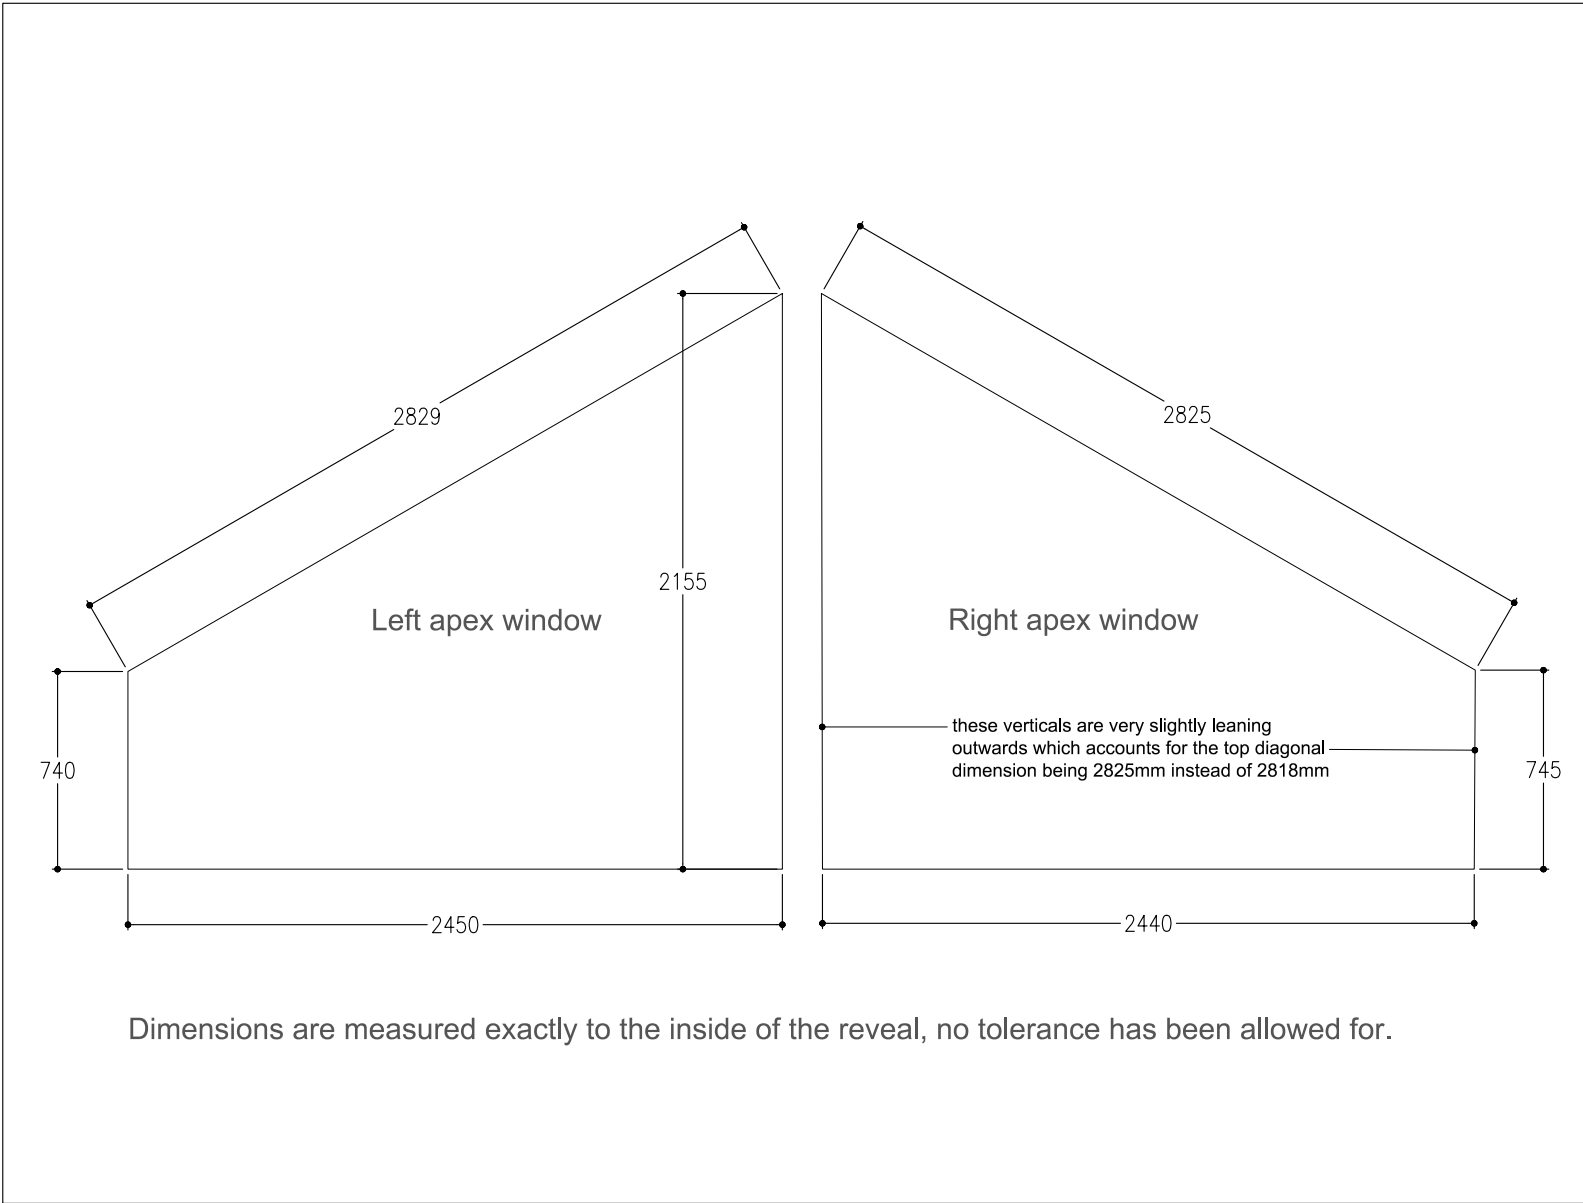 2829
2825
2155
Left apex window
Right apex window
these verticals are very slightly leaning
outwards which accounts for the top diagonal
dimension being 2825mm instead of 2818mm
740
745
2450
2440
Dimensions are measured exactly to the inside of the reveal, no tolerance has been allowed for.